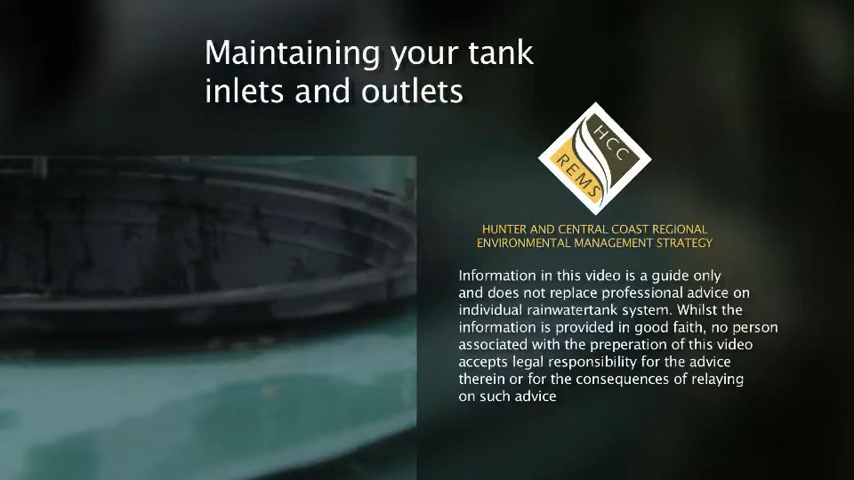 Maintaining your tank
inlets and outlets
HCC
REMS
HUNTER AND CENTRAL COAST REGIONAL
ENVIRONMENTAL MANAGEMENT STRATEGY
Information in this video is a guide only
and does not replace professional advice on
individual rainwatertank system. Whilst the
information is provided in good faith, no person
associated with the preperation of this video
accepts legal responsibility for the advice
therein or for the consequences of relaying
on such advice